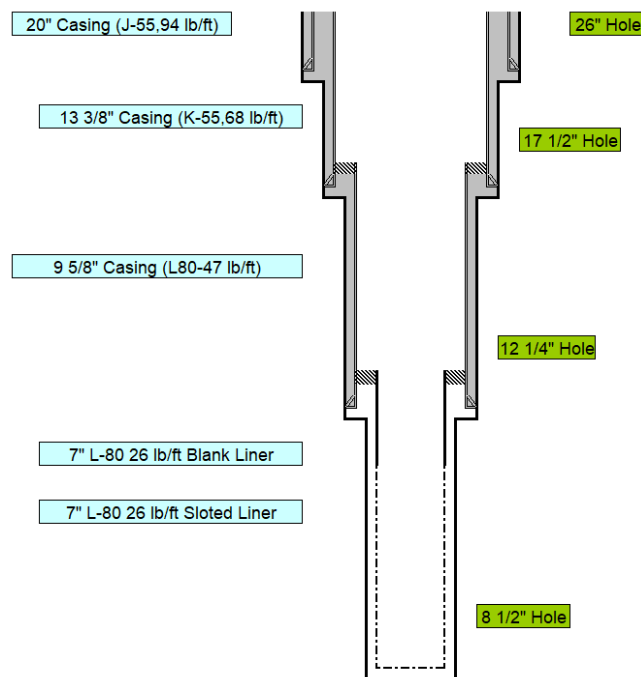 20" Casing (J-55,94 lb/ft)
26" Hole
13 3/8" Casing (K-55,68 lb/ft)
17 1/2" Hole
9 5/8" Casing (L80-47 lb/ft)
12 1/4" Hole
7" L-80 26 lb/ft Blank Liner
7" L-80 26 lb/ft Sloted Liner
8 1/2" Hole